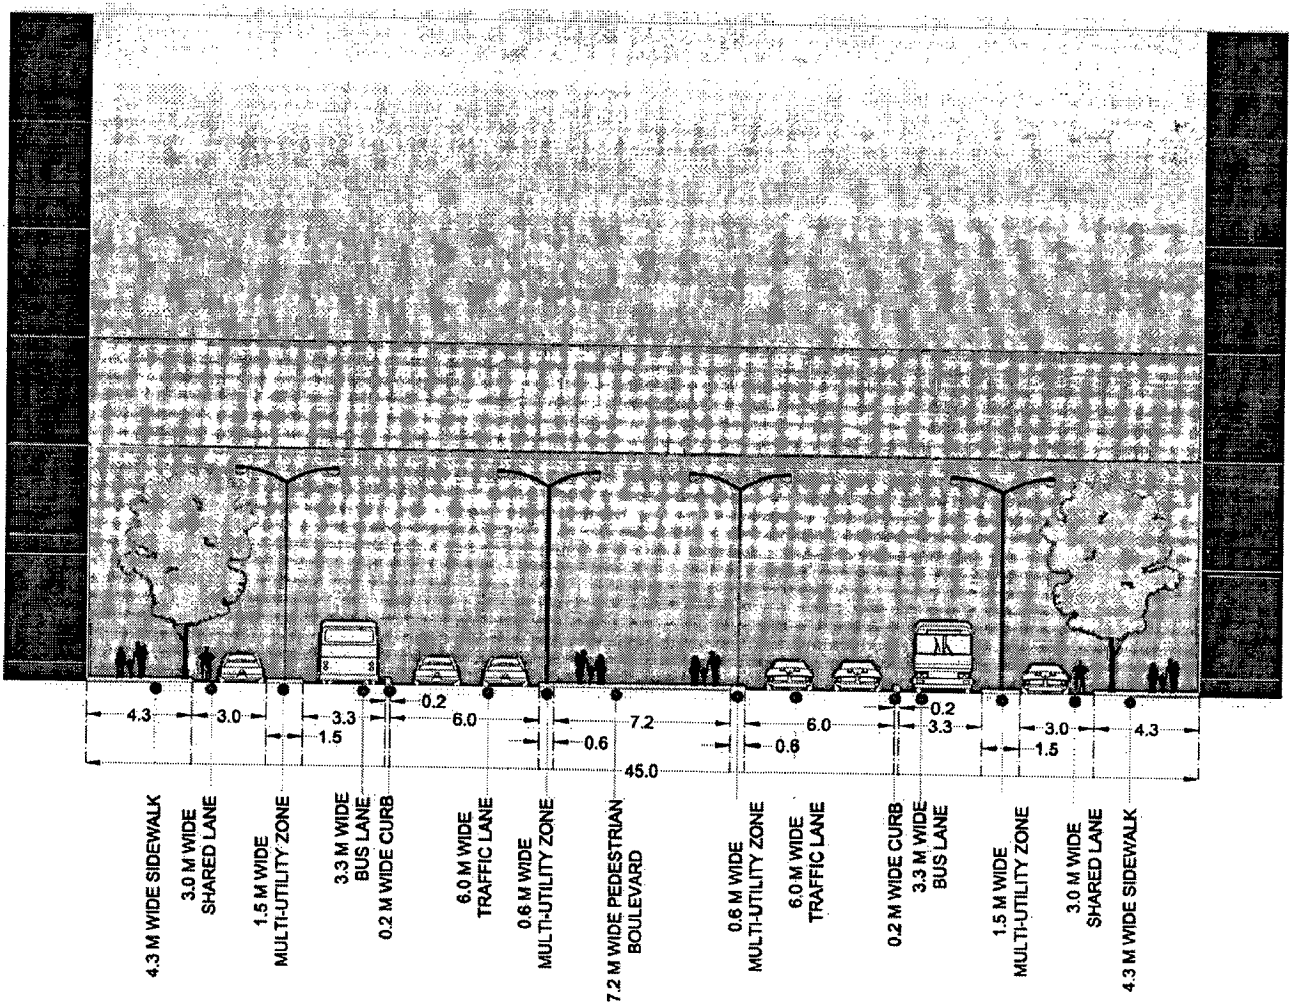 0.2
0.2
4.3
3.0
3.3
6.0
7.2
6.0
3.3
3.0
4.3
1.5
0.6
0.6
1.5
45.0
4.3 M WIDE SIDEWALK
3.0 M WIDE
SHARED LANE
1.5 M WIDE
MULTI-UTILITY ZONE
3.3 M WIDE
BUS LANE
0.2 M WIDE CURB
6.0 M WIDE
TRAFFIC LANE
0.6 M WIDE
MULTI-UTILITY ZONE
7.2 M WIDE PEDESTRIAN
BOULEVARD
0.6 M WIDE
MULTI-UTILITY ZONE
6.0 M WIDE
TRAFFIC LANE
0.2 M WIDE CURB
3.3 M WIDE
BUS LANE
1.5 M WIDE
MULTI-UTILITY ZONE
3.0 M WIDE
SHARED LANE
4.3 M WIDE SIDEWALK